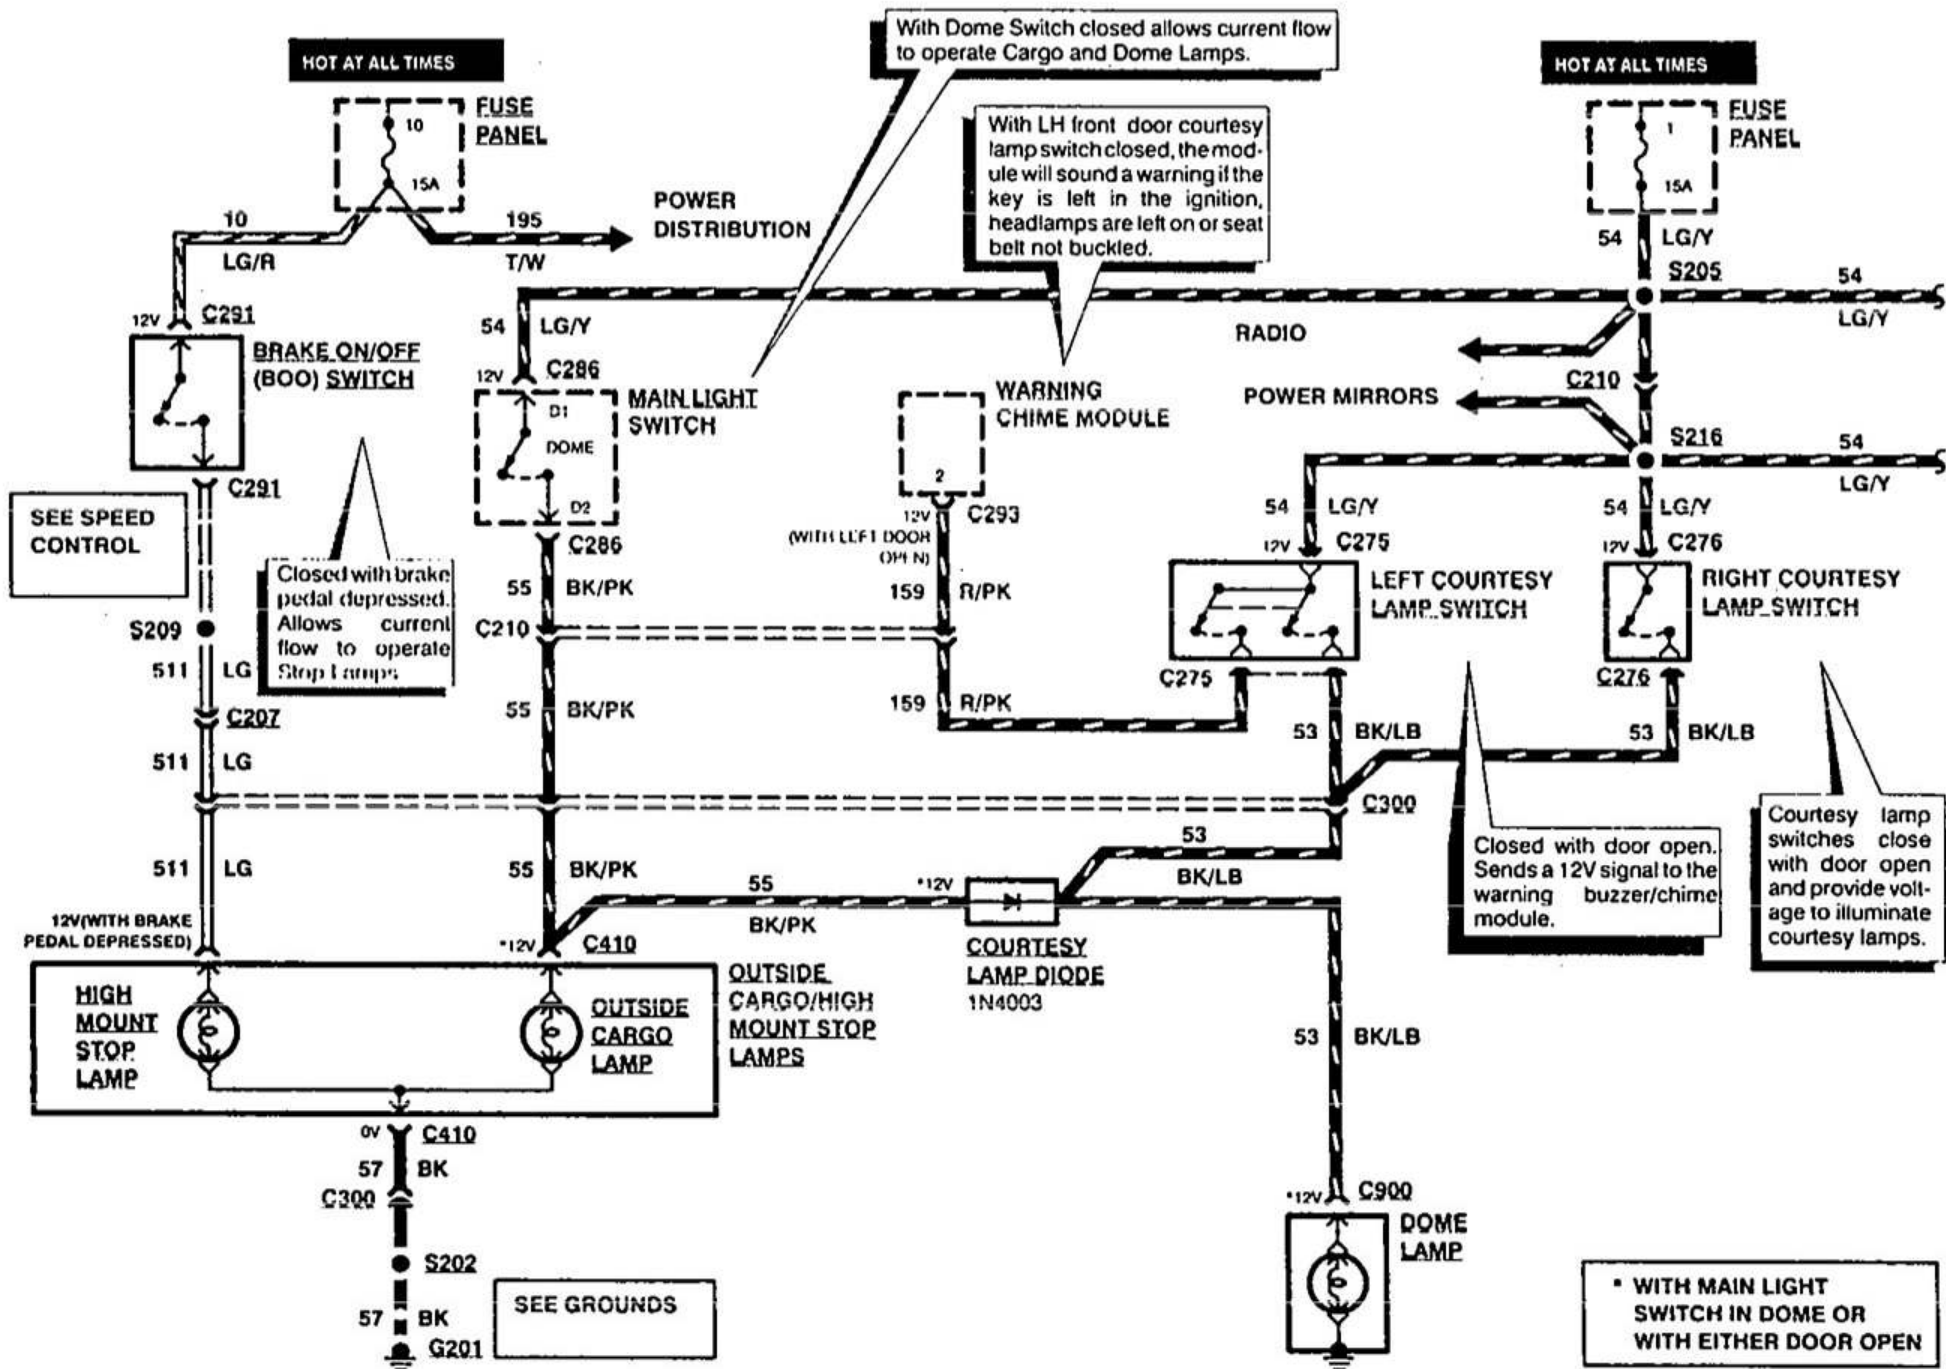 HOT AT ALL TIMES
FUSE
PANEL
10
15A
10
LG/R
195
T/W
POWER
DISTRIBUTION
With Dome Switch closed allows current flow
to operate Cargo and Dome Lamps.
With LH front door courtesy
lamp switch closed, the mod-
ule will sound a warning if the
key is left in the ignition,
headlamps are left on or seat
belt not buckled.
HOT AT ALL TIMES
FUSE
PANEL
1
15A
54
LG/Y
S205
54
LG/Y
RADIO
C210
POWER MIRRORS
S216
54
LG/Y
12V
C291
BRAKE ON/OFF
(BOO) SWITCH
C291
SEE SPEED
CONTROL
Closed with brake
pedal depressed.
Allows current
flow to operate
Stop Lamps
S209
511
LG
C207
511
LG
511
LG
12V(WITH BRAKE
PEDAL DEPRESSED)
54
LG/Y
12V
C286
D1
DOME
D2
MAIN LIGHT
SWITCH
C286
55
BK/PK
C210
55
BK/PK
55
BK/PK
WARNING
CHIME MODULE
2
12V
(WITH LEFT DOOR
OPEN)
C293
159
R/PK
159
R/PK
54
LG/Y
12V
C275
LEFT COURTESY
LAMP SWITCH
C275
54
LG/Y
12V
C276
RIGHT COURTESY
LAMP SWITCH
C276
53
BK/LB
53
BK/LB
C300
53
BK/LB
Closed with door open.
Sends a 12V signal to the
warning buzzer/chime
module.
Courtesy lamp
switches close
with door open
and provide volt-
age to illuminate
courtesy lamps.
55
BK/PK
*12V
COURTESY
LAMP DIODE
1N4003
*12V
C410
HIGH
MOUNT
STOP
LAMP
OUTSIDE
CARGO
LAMP
OUTSIDE
CARGO/HIGH
MOUNT STOP
LAMPS
0V
C410
57
BK
C300
S202
57
BK
G201
SEE GROUNDS
53
BK/LB
*12V
C900
DOME
LAMP
* WITH MAIN LIGHT
SWITCH IN DOME OR
WITH EITHER DOOR OPEN